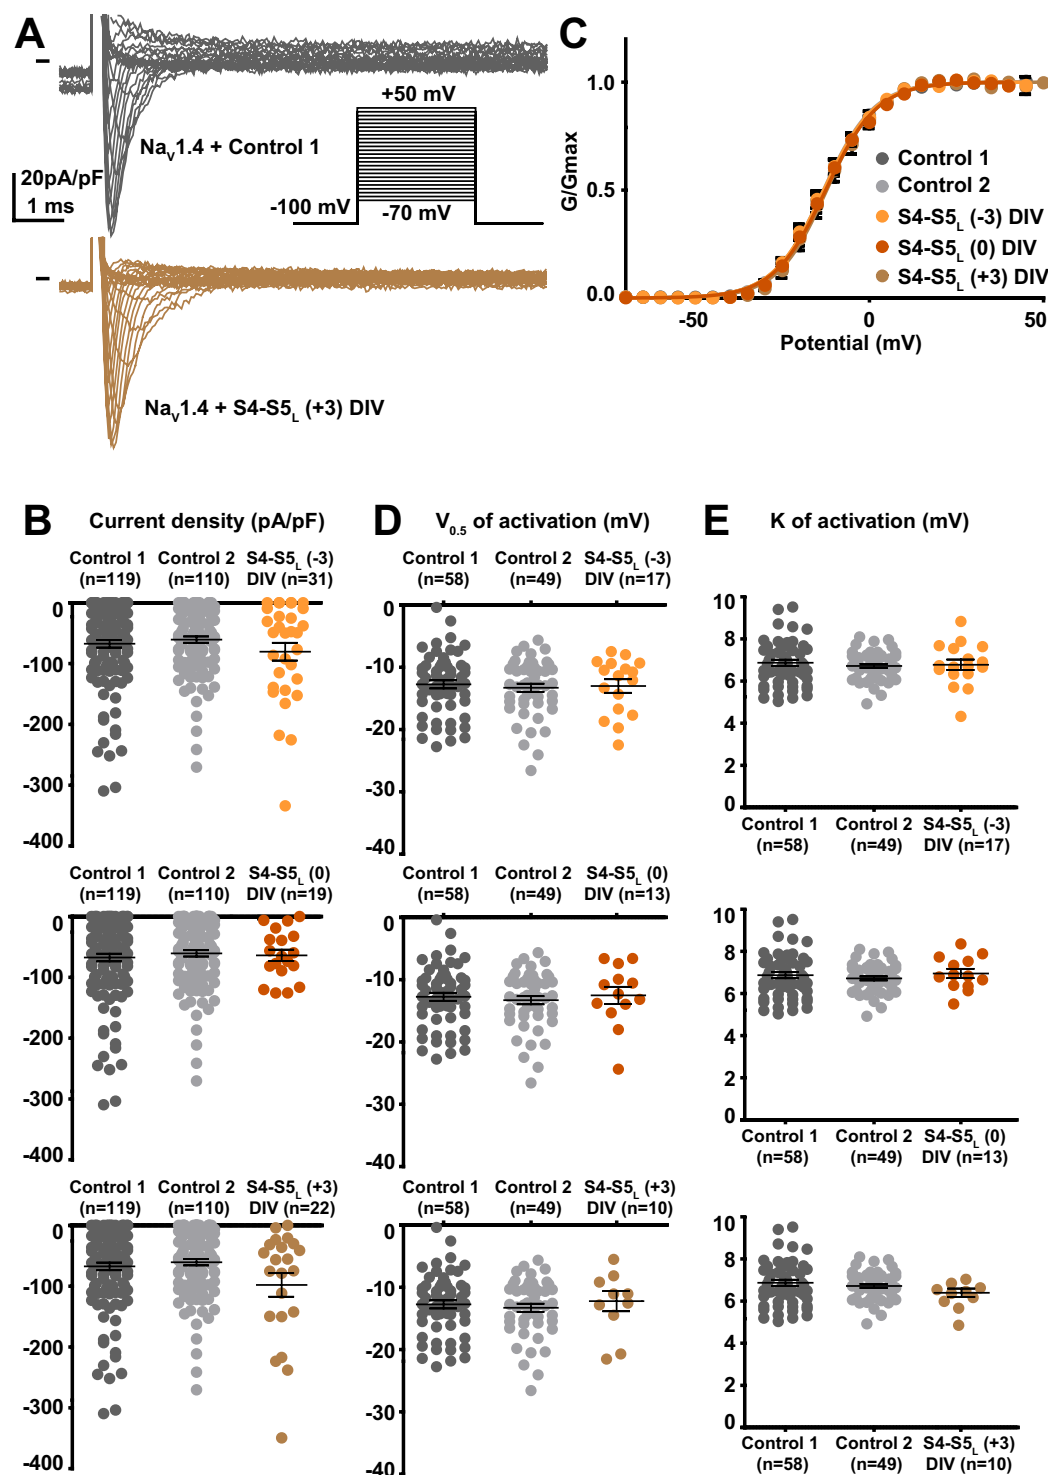 A
+50 mV
NaV1.4 + Control 1
20pA/pF
1 ms
-100 mV
-70 mV
NaV1.4 + S4-S5L (+3) DIV
C
G/Gmax
1.0
0.5
0.0
-50
0
50
Potential (mV)
Control 1
Control 2
S4-S5L (-3) DIV
S4-S5L (0) DIV
S4-S5L (+3) DIV
B
Current density (pA/pF)
Control 1 Control 2 S4-S5L (-3)
(n=119) (n=110) DIV (n=31)
0
-100
-200
-300
-400
Control 1 Control 2 S4-S5L (0)
(n=119) (n=110) DIV (n=19)
0
-100
-200
-300
-400
Control 1 Control 2 S4-S5L (+3)
(n=119) (n=110) DIV (n=22)
0
-100
-200
-300
-400
D
V0.5 of activation (mV)
Control 1 Control 2 S4-S5L (-3)
(n=58) (n=49) DIV (n=17)
0
-10
-20
-30
-40
Control 1 Control 2 S4-S5L (0)
(n=58) (n=49) DIV (n=13)
0
-10
-20
-30
-40
Control 1 Control 2 S4-S5L (+3)
(n=58) (n=49) DIV (n=10)
0
-10
-20
-30
-40
E
K of activation (mV)
10
8
6
4
2
0
Control 1 Control 2 S4-S5L (-3)
(n=58) (n=49) DIV (n=17)
10
8
6
4
2
0
Control 1 Control 2 S4-S5L (0)
(n=58) (n=49) DIV (n=13)
10
8
6
4
2
0
Control 1 Control 2 S4-S5L (+3)
(n=58) (n=49) DIV (n=10)